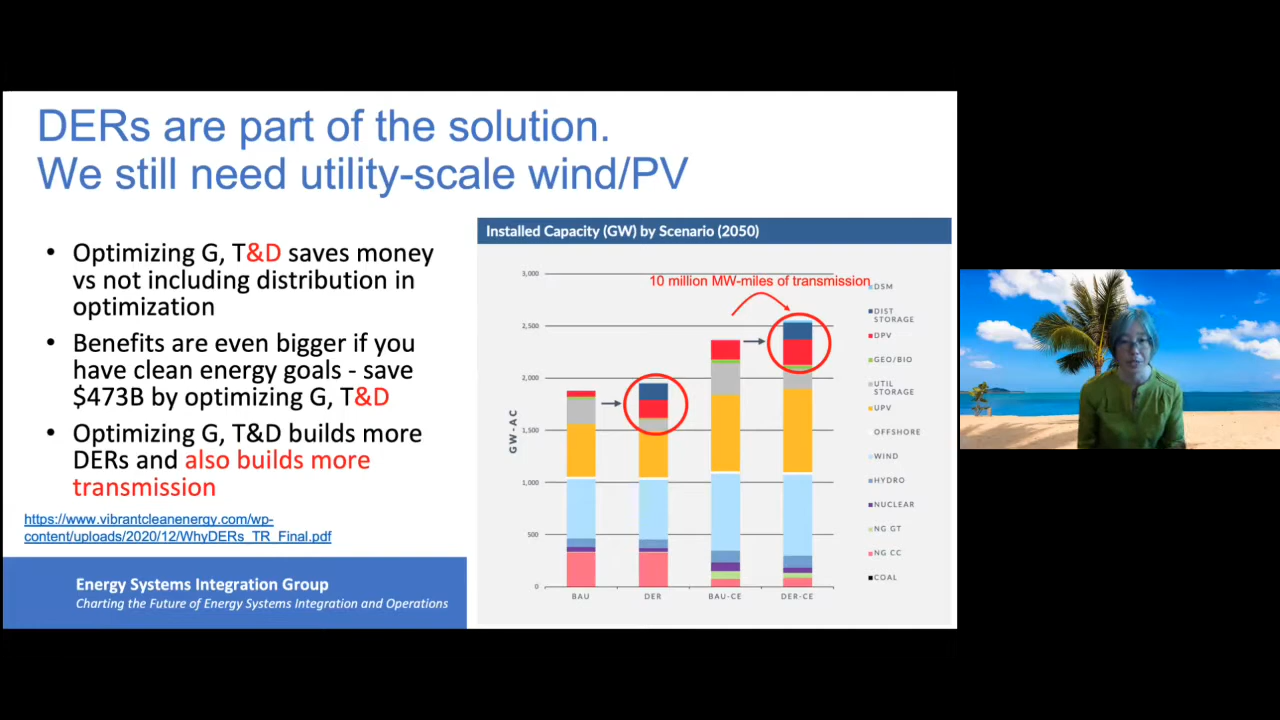 DERs are part of the solution.
We still need utility-scale wind/PV
• Optimizing G, T&D saves money
vs not including distribution in
optimization
• Benefits are even bigger if you
have clean energy goals - save
$473B by optimizing G, T&D
• Optimizing G, T&D builds more
DERs and also builds more
transmission
https://www.vibrantcleanenergy.com/wp-
content/uploads/2020/12/WhyDERs_TR_Final.pdf
Energy Systems Integration Group
Charting the Future of Energy Systems Integration and Operations
Installed Capacity (GW) by Scenario (2050)
10 million MW-miles of transmission
GW-AC
3,000
2,500
2,000
1,500
1,000
500
0
BAU DER BAU-CE DER-CE
DSM
DIST
STORAGE
DPV
GEO/BIO
UTIL
STORAGE
UPV
OFFSHORE
WIND
HYDRO
NUCLEAR
NG GT
NG CC
COAL